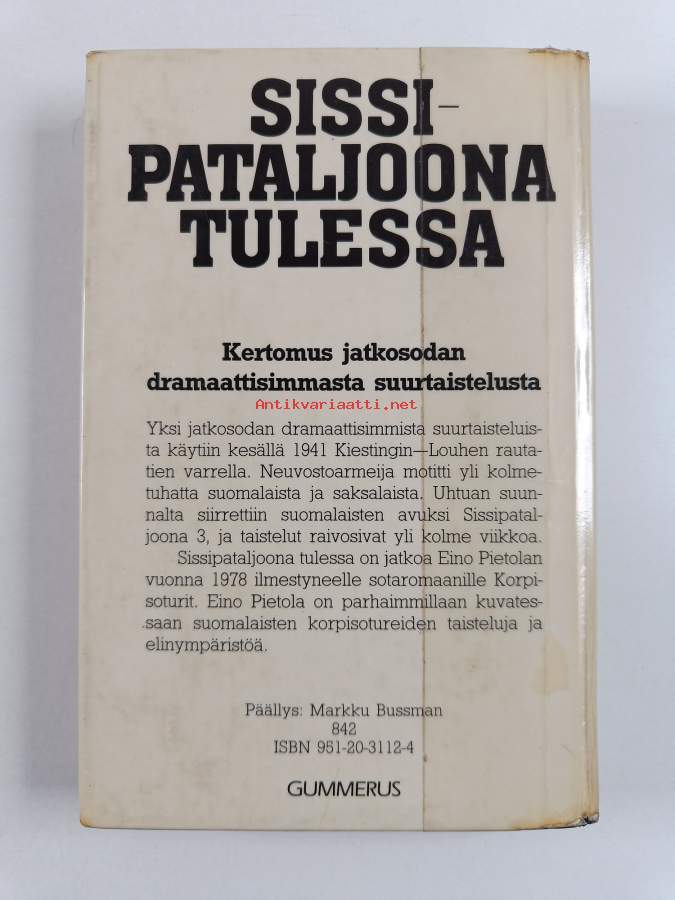 SISSI-
PATALJOONA
TULESSA
Kertomus jatkosodan
dramaattisimmasta suurtaistelusta
Antikvariaatti.net
Yksi jatkosodan dramaattisimmista suurtaisteluis-
ta käytiin kesällä 1941 Kiestingin—Louhen rauta-
tien varrella. Neuvostoarmeija motitti yli kolme-
tuhatta suomalaista ja saksalaista. Uhtuan suun-
nalta siirrettiin suomalaisten avuksi Sissipatal-
joona 3, ja taistelut raivosivat yli kolme viikkoa.
Sissipataljoona tulessa on jatkoa Eino Pietolan
vuonna 1978 ilmestyneelle sotaromaanille Korpi-
soturit. Eino Pietola on parhaimmillaan kuvates-
saan suomalaisten korpisotureiden taisteluja ja
elinympäristöä.
Päällys: Markku Bussman
842
ISBN 951-20-3112-4
GUMMERUS